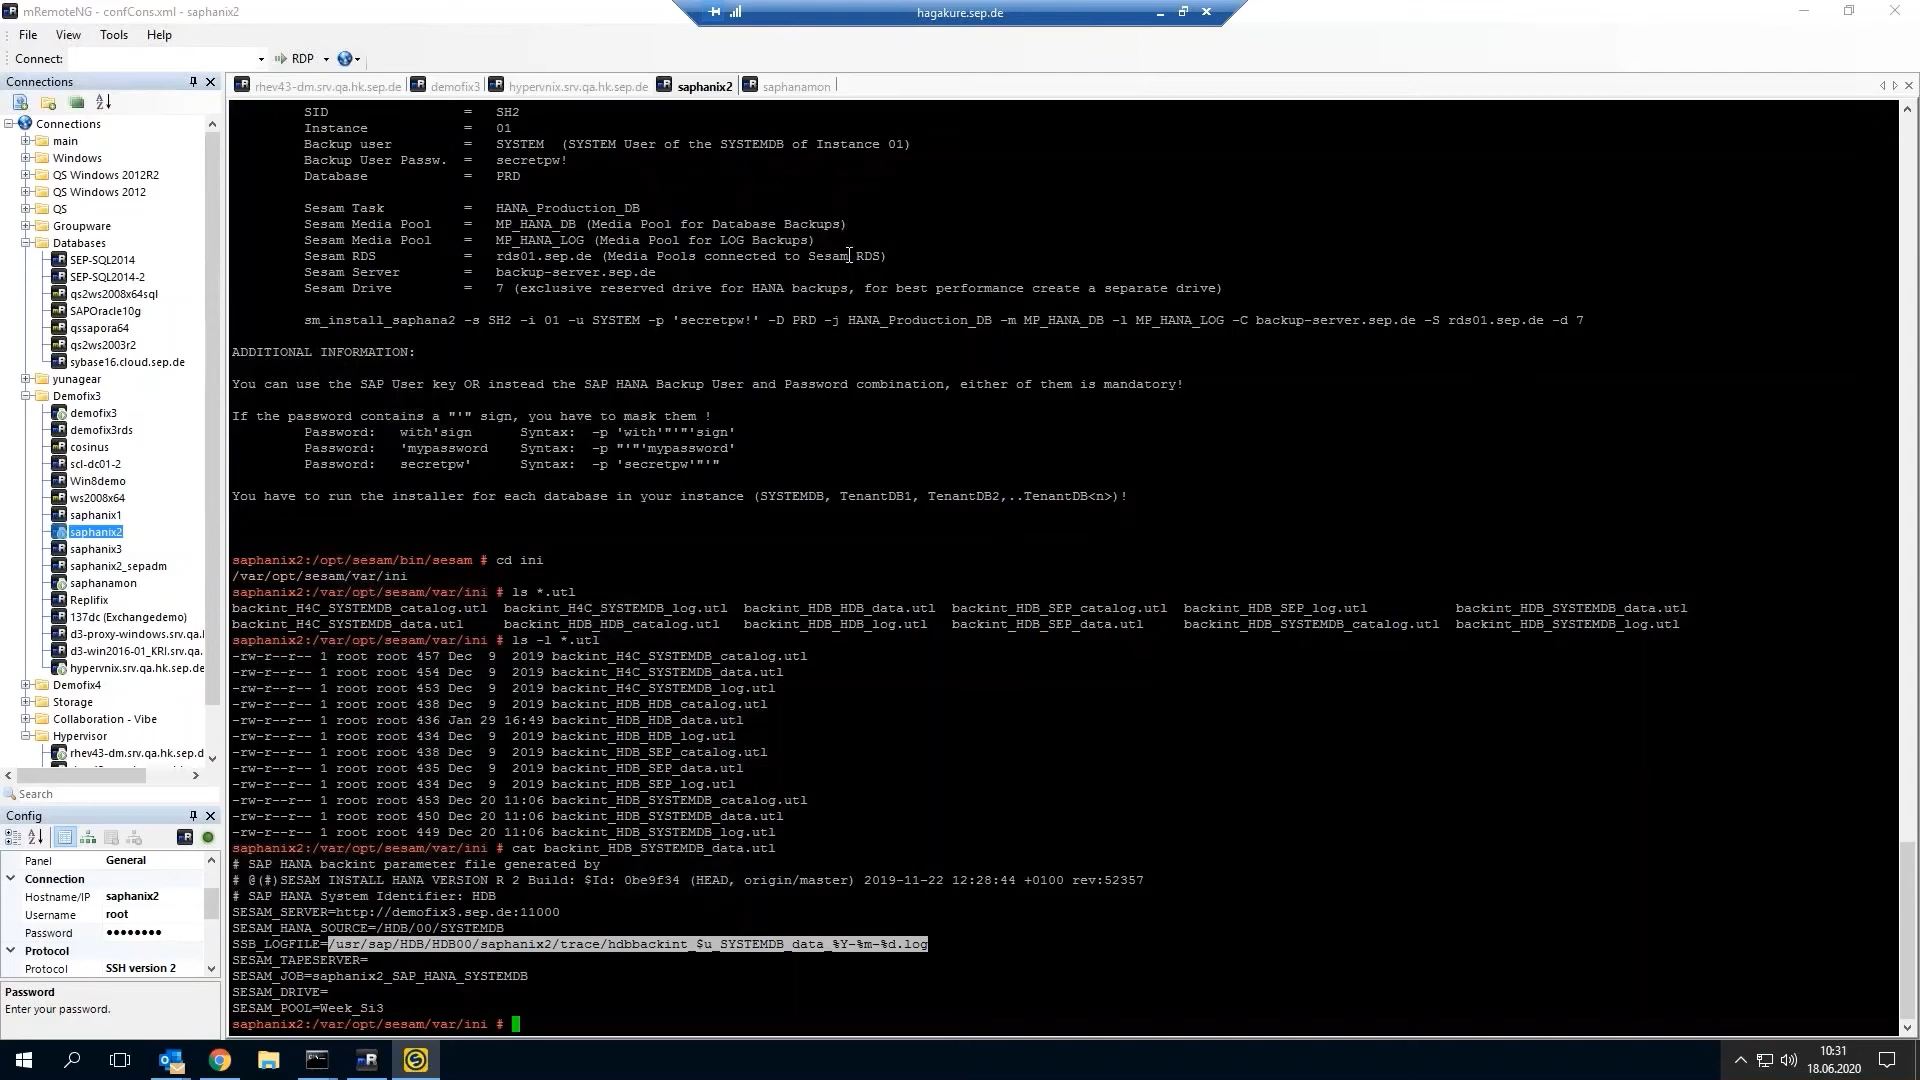 mRemoteNG - confCons.xml - saphanix2
hagakure.sep.de
File View Tools Help
Connect: RDP
Connections
rhev43-dm.srv.qa.hk.sep.de demofix3 hypervnix.srv.qa.hk.sep.de saphanix2 saphanamon
Connections
main
Windows
QS Windows 2012R2
QS Windows 2012
QS
Groupware
Databases
SEP-SQL2014
SEP-SQL2014-2
qs2ws2008x64sql
SAPOracle10g
qssapora64
qs2ws2003r2
sybase16.cloud.sep.de
yunagear
Demofix3
demofix3
demofix3rds
cosinus
scl-dc01-2
Win8demo
ws2008x64
saphanix1
saphanix2
saphanix3
saphanix2_sepadm
saphanamon
Replifix
137dc (Exchangedemo)
d3-proxy-windows.srv.qa.l
d3-win2016-01_KRI.srv.qa.
hypervnix.srv.qa.hk.sep.de
Demofix4
Storage
Collaboration - Vibe
Hypervisor
rhev43-dm.srv.qa.hk.sep.d
Search
Config
Panel General
Connection
Hostname/IP saphanix2
Username root
Password ●●●●●●●●
Protocol
Protocol SSH version 2
Password
Enter your password.
SID = SH2
Instance = 01
Backup user = SYSTEM (SYSTEM User of the SYSTEMDB of Instance 01)
Backup User Passw. = secretpw!
Database = PRD
Sesam Task = HANA_Production_DB
Sesam Media Pool = MP_HANA_DB (Media Pool for Database Backups)
Sesam Media Pool = MP_HANA_LOG (Media Pool for LOG Backups)
Sesam RDS = rds01.sep.de (Media Pools connected to Sesam RDS)
Sesam Server = backup-server.sep.de
Sesam Drive = 7 (exclusive reserved drive for HANA backups, for best performance create a separate drive)
sm_install_saphana2 -s SH2 -i 01 -u SYSTEM -p 'secretpw!' -D PRD -j HANA_Production_DB -m MP_HANA_DB -l MP_HANA_LOG -C backup-server.sep.de -S rds01.sep.de -d 7
ADDITIONAL INFORMATION:
You can use the SAP User key OR instead the SAP HANA Backup User and Password combination, either of them is mandatory!
If the password contains a "'" sign, you have to mask them !
Password: with'sign Syntax: -p 'with'"'"'sign'
Password: 'mypassword Syntax: -p "'"'mypassword'
Password: secretpw' Syntax: -p 'secretpw'"'"
You have to run the installer for each database in your instance (SYSTEMDB, TenantDB1, TenantDB2,..TenantDB<n>)!
saphanix2:/opt/sesam/bin/sesam # cd ini
/var/opt/sesam/var/ini
saphanix2:/var/opt/sesam/var/ini # ls *.utl
backint_H4C_SYSTEMDB_catalog.utl backint_H4C_SYSTEMDB_log.utl backint_HDB_HDB_data.utl backint_HDB_SEP_catalog.utl backint_HDB_SEP_log.utl backint_HDB_SYSTEMDB_data.utl
backint_H4C_SYSTEMDB_data.utl backint_HDB_HDB_catalog.utl backint_HDB_HDB_log.utl backint_HDB_SEP_data.utl backint_HDB_SYSTEMDB_catalog.utl backint_HDB_SYSTEMDB_log.utl
saphanix2:/var/opt/sesam/var/ini # ls -l *.utl
-rw-r--r-- 1 root root 457 Dec 9 2019 backint_H4C_SYSTEMDB_catalog.utl
-rw-r--r-- 1 root root 454 Dec 9 2019 backint_H4C_SYSTEMDB_data.utl
-rw-r--r-- 1 root root 453 Dec 9 2019 backint_H4C_SYSTEMDB_log.utl
-rw-r--r-- 1 root root 438 Dec 9 2019 backint_HDB_HDB_catalog.utl
-rw-r--r-- 1 root root 436 Jan 29 16:49 backint_HDB_HDB_data.utl
-rw-r--r-- 1 root root 434 Dec 9 2019 backint_HDB_HDB_log.utl
-rw-r--r-- 1 root root 438 Dec 9 2019 backint_HDB_SEP_catalog.utl
-rw-r--r-- 1 root root 435 Dec 9 2019 backint_HDB_SEP_data.utl
-rw-r--r-- 1 root root 434 Dec 9 2019 backint_HDB_SEP_log.utl
-rw-r--r-- 1 root root 453 Dec 20 11:06 backint_HDB_SYSTEMDB_catalog.utl
-rw-r--r-- 1 root root 450 Dec 20 11:06 backint_HDB_SYSTEMDB_data.utl
-rw-r--r-- 1 root root 449 Dec 20 11:06 backint_HDB_SYSTEMDB_log.utl
saphanix2:/var/opt/sesam/var/ini # cat backint_HDB_SYSTEMDB_data.utl
# SAP HANA backint parameter file generated by
# @(#)SESAM INSTALL HANA VERSION R 2 Build: $Id: 0be9f34 (HEAD, origin/master) 2019-11-22 12:28:44 +0100 rev:52357
# SAP HANA System Identifier: HDB
SESAM_SERVER=http://demofix3.sep.de:11000
SESAM_HANA_SOURCE=/HDB/00/SYSTEMDB
SSB_LOGFILE=/usr/sap/HDB/HDB00/saphanix2/trace/hdbbackint_$u_SYSTEMDB_data_%Y-%m-%d.log
SESAM_TAPESERVER=
SESAM_JOB=saphanix2_SAP_HANA_SYSTEMDB
SESAM_DRIVE=
SESAM_POOL=Week_Si3
saphanix2:/var/opt/sesam/var/ini #
10:31
18.06.2020